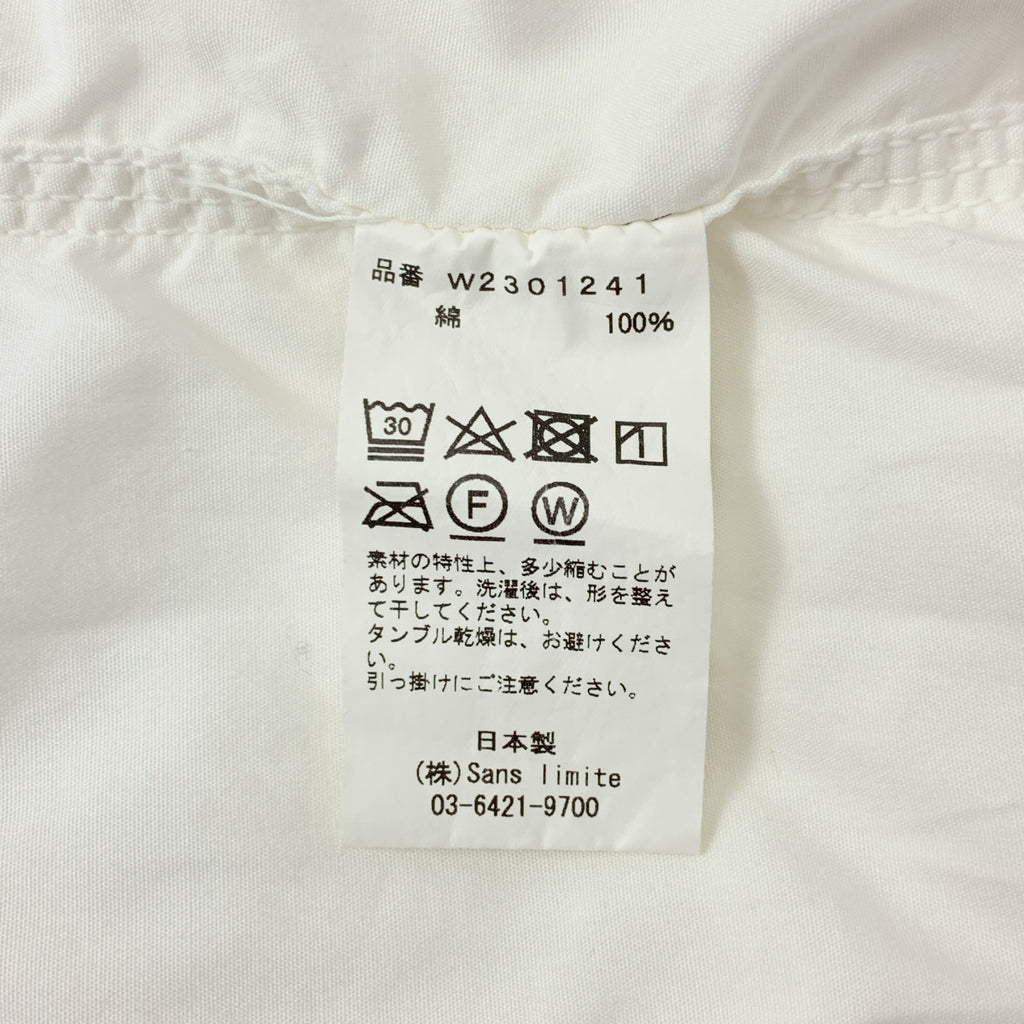 品番 W2301241
綿 100%
30
F W
素材の特性上、多少縮むことが
あります。洗濯後は、形を整え
て干してください。
タンブル乾燥は、お避けくださ
い。
引っ掛けにご注意ください。
日本製
(株)Sans limite
03-6421-9700